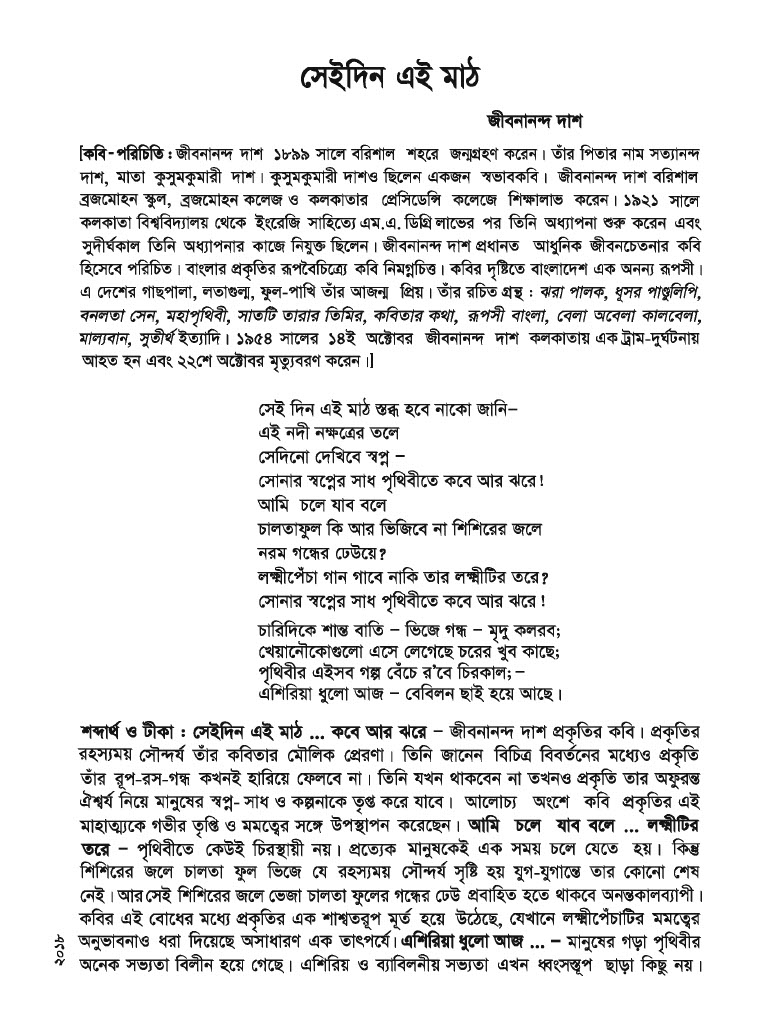 সেইদিন এই মাঠ
জীবনানন্দ দাশ
[কবি-পরিচিতি : জীবনানন্দ দাশ ১৮৯৯ সালে বরিশাল শহরে জন্মগ্রহণ করেন। তাঁর পিতার নাম সত্যানন্দ
দাশ, মাতা কুসুমকুমারী দাশ। কুসুমকুমারী দাশও ছিলেন একজন স্বভাবকবি। জীবনানন্দ দাশ বরিশাল
ব্রজমোহন স্কুল, ব্রজমোহন কলেজ ও কলকাতার প্রেসিডেন্সি কলেজে শিক্ষালাভ করেন। ১৯২১ সালে
কলকাতা বিশ্ববিদ্যালয় থেকে ইংরেজি সাহিত্যে এম.এ. ডিগ্রি লাভের পর তিনি অধ্যাপনা শুরু করেন এবং
সুদীর্ঘকাল তিনি অধ্যাপনার কাজে নিযুক্ত ছিলেন। জীবনানন্দ দাশ প্রধানত আধুনিক জীবনচেতনার কবি
হিসেবে পরিচিত। বাংলার প্রকৃতির রূপবৈচিত্র্যে কবি নিমগ্নচিত্ত। কবির দৃষ্টিতে বাংলাদেশ এক অনন্য রূপসী।
এ দেশের গাছপালা, লতাগুল্ম, ফুল-পাখি তাঁর আজন্ম প্রিয়। তাঁর রচিত গ্রন্থ : ঝরা পালক, ধূসর পাণ্ডুলিপি,
বনলতা সেন, মহাপৃথিবী, সাতটি তারার তিমির, কবিতার কথা, রূপসী বাংলা, বেলা অবেলা কালবেলা,
মাল্যবান, সুতীর্থ ইত্যাদি। ১৯৫৪ সালের ১৪ই অক্টোবর জীবনানন্দ দাশ কলকাতায় এক ট্রাম-দুর্ঘটনায়
আহত হন এবং ২২শে অক্টোবর মৃত্যুবরণ করেন।]
সেই দিন এই মাঠ স্তব্ধ হবে নাকো জানি–
এই নদী নক্ষত্রের তলে
সেদিনো দেখিবে স্বপ্ন –
সোনার স্বপ্নের সাধ পৃথিবীতে কবে আর ঝরে!
আমি চলে যাব বলে
চালতাফুল কি আর ভিজিবে না শিশিরের জলে
নরম গন্ধের ঢেউয়ে?
লক্ষ্মীপেঁচা গান গাবে নাকি তার লক্ষ্মীটির তরে?
সোনার স্বপ্নের সাধ পৃথিবীতে কবে আর ঝরে!
চারিদিকে শান্ত বাতি – ভিজে গন্ধ – মৃদু কলরব;
খেয়ানৌকোগুলো এসে লেগেছে চরের খুব কাছে;
পৃথিবীর এইসব গল্প বেঁচে র'বে চিরকাল;–
এশিরিয়া ধুলো আজ – বেবিলন ছাই হয়ে আছে।
শব্দার্থ ও টীকা : সেইদিন এই মাঠ ... কবে আর ঝরে – জীবনানন্দ দাশ প্রকৃতির কবি। প্রকৃতির
রহস্যময় সৌন্দর্য তাঁর কবিতার মৌলিক প্রেরণা। তিনি জানেন বিচিত্র বিবর্তনের মধ্যেও প্রকৃতি
তাঁর রূপ-রস-গন্ধ কখনই হারিয়ে ফেলবে না। তিনি যখন থাকবেন না তখনও প্রকৃতি তার অফুরন্ত
ঐশ্বর্য নিয়ে মানুষের স্বপ্ন- সাধ ও কল্পনাকে তৃপ্ত করে যাবে। আলোচ্য অংশে কবি প্রকৃতির এই
মাহাত্ম্যকে গভীর তৃপ্তি ও মমত্বের সঙ্গে উপস্থাপন করেছেন। আমি চলে যাব বলে ... লক্ষ্মীটির
তরে – পৃথিবীতে কেউই চিরস্থায়ী নয়। প্রত্যেক মানুষকেই এক সময় চলে যেতে হয়। কিন্তু
শিশিরের জলে চালতা ফুল ভিজে যে রহস্যময় সৌন্দর্য সৃষ্টি হয় যুগ-যুগান্তে তার কোনো শেষ
নেই। আর সেই শিশিরের জলে ভেজা চালতা ফুলের গন্ধের ঢেউ প্রবাহিত হতে থাকবে অনন্তকালব্যাপী।
কবির এই বোধের মধ্যে প্রকৃতির এক শাশ্বতরূপ মূর্ত হয়ে উঠেছে, যেখানে লক্ষ্মীপেঁচাটির মমত্বের
অনুভাবনাও ধরা দিয়েছে অসাধারণ এক তাৎপর্যে। এশিরিয়া ধুলো আজ ... – মানুষের গড়া পৃথিবীর
অনেক সভ্যতা বিলীন হয়ে গেছে। এশিরিয় ও ব্যাবিলনীয় সভ্যতা এখন ধ্বংসস্তূপ ছাড়া কিছু নয়।
২০১৮